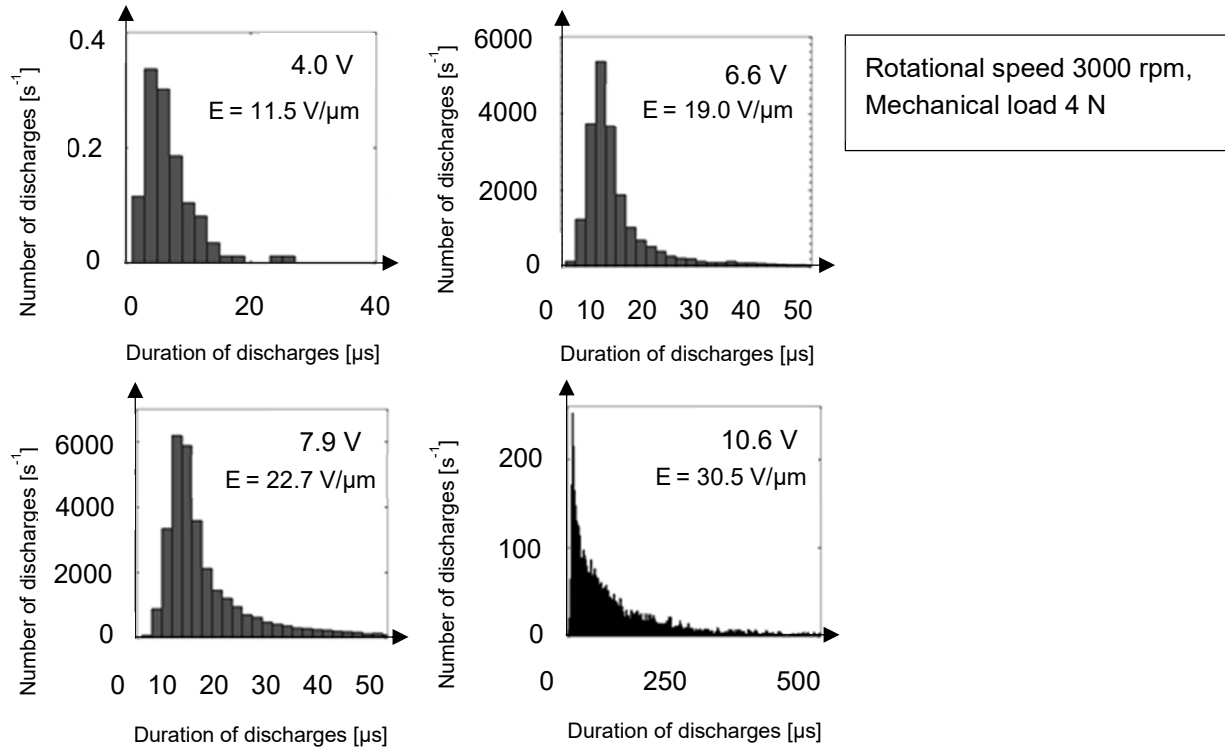 0.4
0.2
0
Number of discharges [s⁻¹]
4.0 V
E = 11.5 V/µm
0 20 40
Duration of discharges [µs]
6000
4000
2000
0
Number of discharges [s⁻¹]
6.6 V
E = 19.0 V/µm
0 10 20 30 40 50
Duration of discharges [µs]
Rotational speed 3000 rpm,
Mechanical load 4 N
6000
4000
2000
0
Number of discharges [s⁻¹]
7.9 V
E = 22.7 V/µm
0 10 20 30 40 50
Duration of discharges [µs]
200
100
0
Number of discharges [s⁻¹]
10.6 V
E = 30.5 V/µm
0 250 500
Duration of discharges [µs]